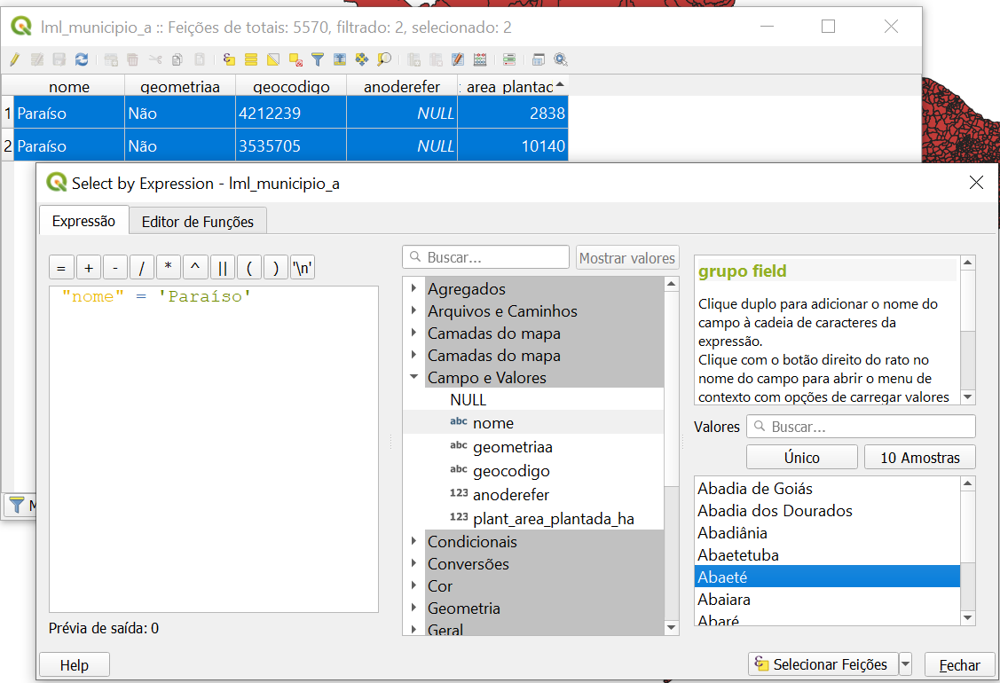 lml_municipio_a :: Feições de totais: 5570, filtrado: 2, selecionado: 2
nome geometriaa geocodigo anoderefer area plantac
1 Paraíso Não 4212239 NULL 2838
2 Paraíso Não 3535705 NULL 10140
Select by Expression - lml_municipio_a
Expressão Editor de Funções
= + - / * ^ || ( ) '\n'
"nome" = 'Paraíso'
Prévia de saída: 0
Help
Buscar... Mostrar valores
Agregados
Arquivos e Caminhos
Camadas do mapa
Camadas do mapa
Campo e Valores
NULL
abc nome
abc geometriaa
abc geocodigo
123 anoderefer
123 plant_area_plantada_ha
Condicionais
Conversões
Cor
Geometria
Geral
grupo field
Clique duplo para adicionar o nome do
campo à cadeia de caracteres da
expressão.
Clique com o botão direito do rato no
nome do campo para abrir o menu de
contexto com opções de carregar valores
Valores Buscar...
Único 10 Amostras
Abadia de Goiás
Abadia dos Dourados
Abadiânia
Abaetetuba
Abaeté
Abaiara
Abaré
Selecionar Feições Fechar